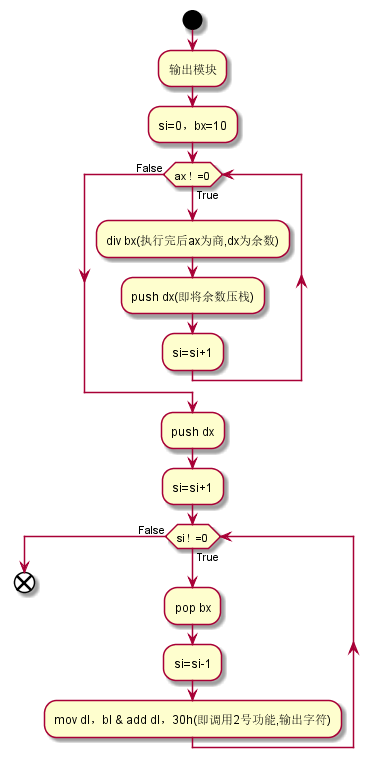 输出模块
si=0，bx=10
False
ax！=0
True
div bx(执行完后ax为商,dx为余数)
push dx(即将余数压栈)
si=si+1
push dx
si=si+1
False
si！=0
True
pop bx
si=si-1
mov dl，bl & add dl，30h(即调用2号功能,输出字符)